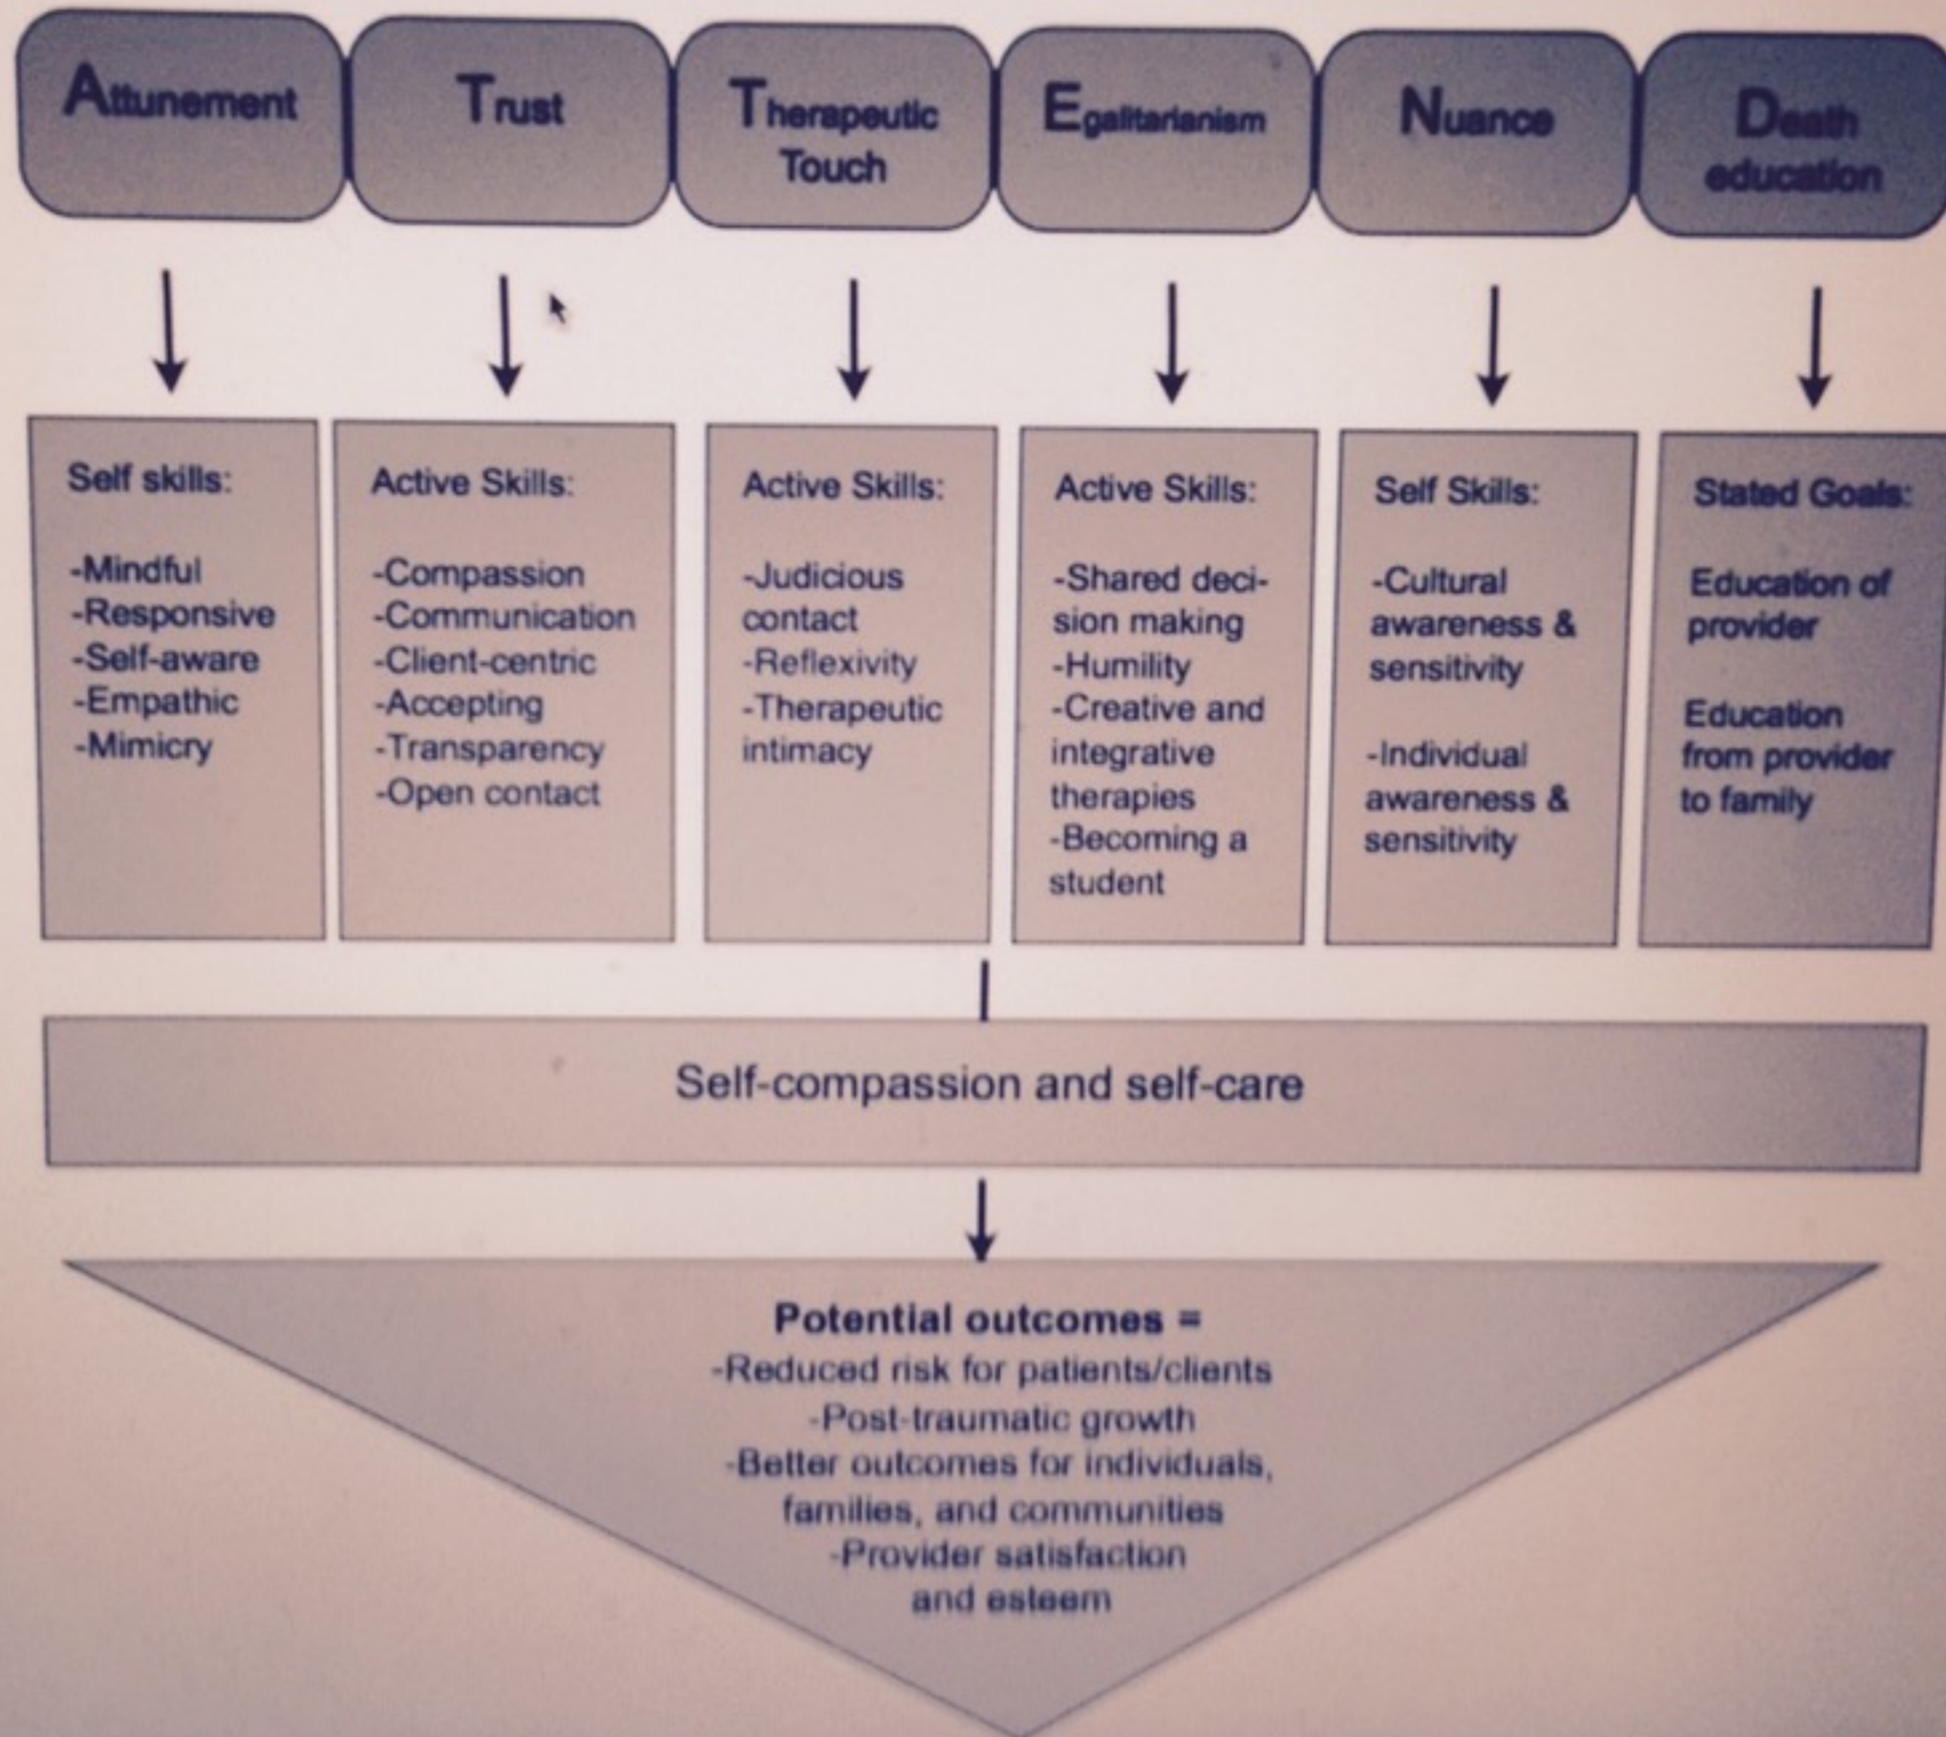 Attunement
Trust
Therapeutic
Touch
Egalitarianism
Nuance
Death
education
Self skills:
-Mindful
-Responsive
-Self-aware
-Empathic
-Mimicry
Active Skills:
-Compassion
-Communication
-Client-centric
-Accepting
-Transparency
-Open contact
Active Skills:
-Judicious
contact
-Reflexivity
-Therapeutic
intimacy
Active Skills:
-Shared deci-
sion making
-Humility
-Creative and
integrative
therapies
-Becoming a
student
Self Skills:
-Cultural
awareness &
sensitivity
-Individual
awareness &
sensitivity
Stated Goals:
Education of
provider
Education
from provider
to family
Self-compassion and self-care
Potential outcomes =
-Reduced risk for patients/clients
-Post-traumatic growth
-Better outcomes for individuals,
families, and communities
-Provider satisfaction
and esteem